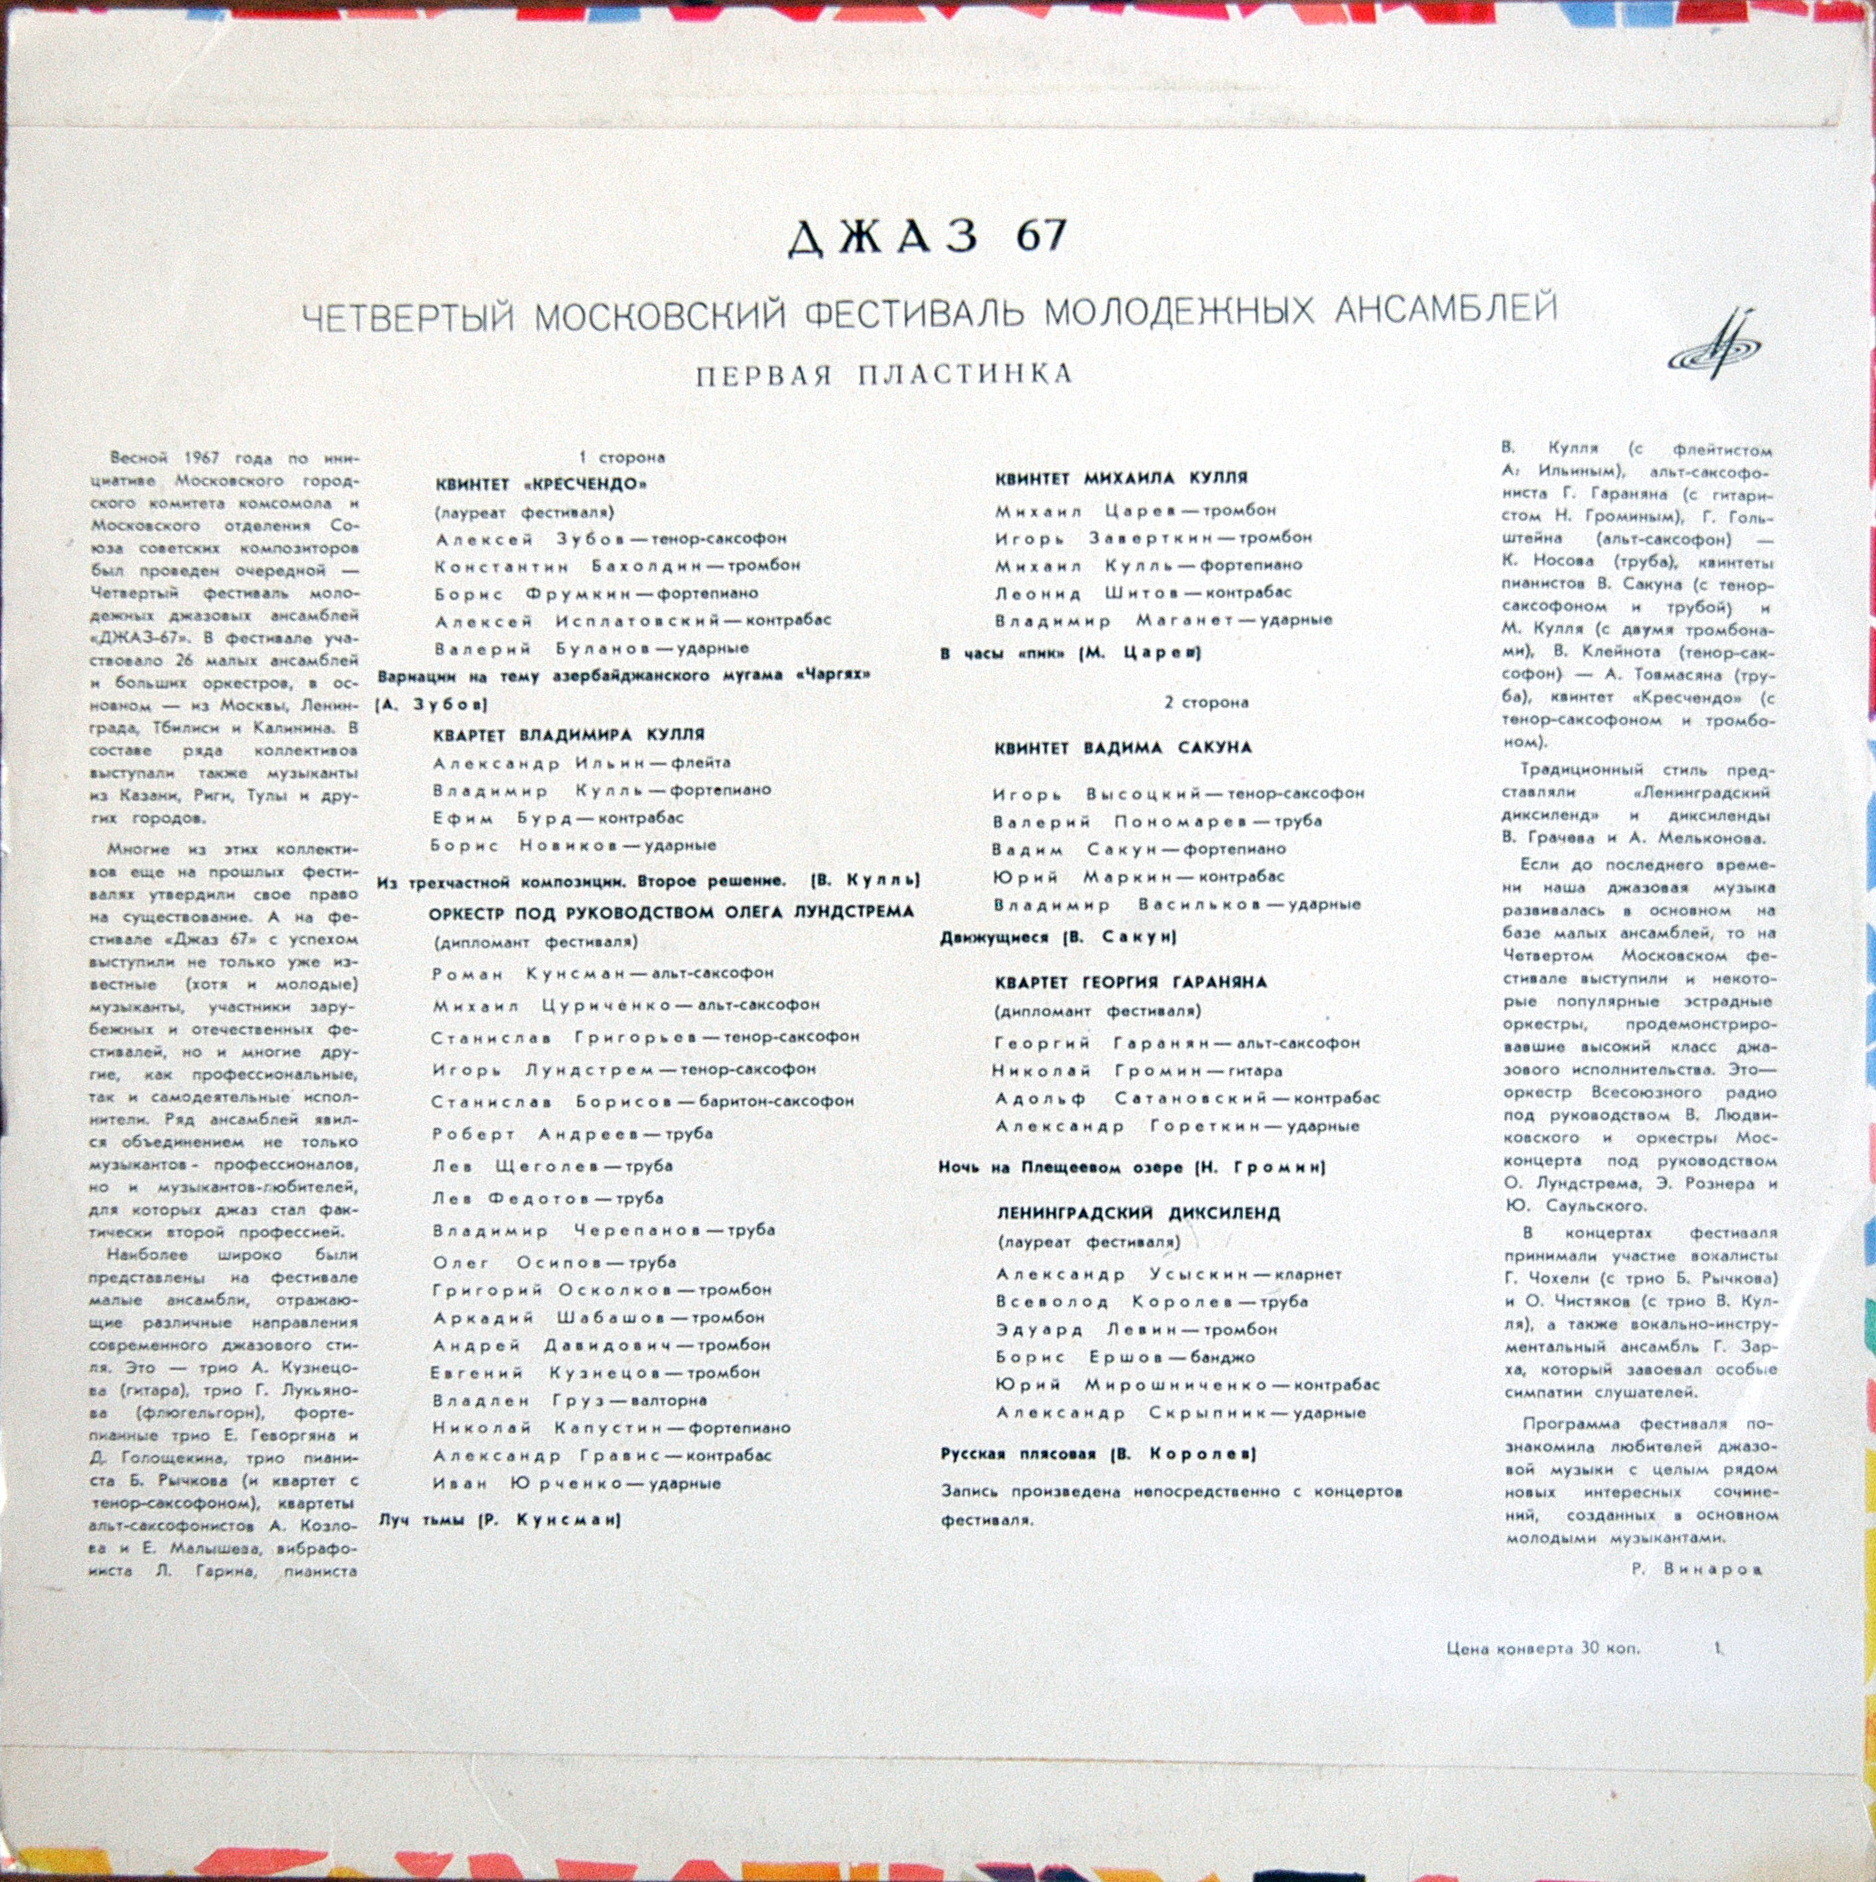 ДЖАЗ 67
ЧЕТВЕРТЫЙ МОСКОВСКИЙ ФЕСТИВАЛЬ МОЛОДЕЖНЫХ АНСАМБЛЕЙ
ПЕРВАЯ ПЛАСТИНКА
Весной 1967 года по ини-
циативе Московского город-
ского комитета комсомола и
Московского отделения Со-
юза советских композиторов
был проведен очередной —
Четвертый фестиваль моло-
дежных джазовых ансамблей
«ДЖАЗ-67». В фестивале уча-
ствовало 26 малых ансамблей
и больших оркестров, в ос-
новном — из Москвы, Ленин-
града, Тбилиси и Калинина. В
составе ряда коллективов
выступали также музыканты
из Казани, Риги, Тулы и дру-
гих городов.
Многие из этих коллекти-
вов еще на прошлых фести-
валях утвердили свое право
на существование. А на фе-
стивале «Джаз 67» с успехом
выступили не только уже из-
вестные (хотя и молодые)
музыканты, участники зару-
бежных и отечественных фе-
стивалей, но и многие дру-
гие, как профессиональные,
так и самодеятельные испол-
нители. Ряд ансамблей явил-
ся объединением не только
музыкантов- профессионалов,
но и музыкантов-любителей,
для которых джаз стал фак-
тически второй профессией.
Наиболее широко были
представлены на фестивале
малые ансамбли, отражаю-
щие различные направления
современного джазового сти-
ля. Это — трио А. Кузнецо-
ва (гитара), трио Г. Лукьяно-
ва (флюгельгорн), форте-
пианные трио Е. Геворгяна и
Д. Голощекина, трио пиани-
ста Б. Рычкова (и квартет с
тенор-саксофоном), квартеты
альт-саксофонистов А. Козло-
ва и Е. Малышева, вибрафо-
ниста Л. Гарина, пианиста
1 сторона
КВИНТЕТ «КРЕСЧЕНДО»
(лауреат фестиваля)
Алексей Зубов—тенор-саксофон
Константин Бахолдин—тромбон
Борис Фрумкин—фортепиано
Алексей Исплатовский—контрабас
Валерий Буланов—ударные
Вариации на тему азербайджанского мугама «Чаргях»
(А. Зубов)
КВАРТЕТ ВЛАДИМИРА КУЛЛЯ
Александр Ильин—флейта
Владимир Кулль—фортепиано
Ефим Бурд—контрабас
Борис Новиков—ударные
Из трехчастной композиции. Второе решение. (В. Кулль)
ОРКЕСТР ПОД РУКОВОДСТВОМ ОЛЕГА ЛУНДСТРЕМА
(дипломант фестиваля)
Роман Кунсман—альт-саксофон
Михаил Цуриченко—альт-саксофон
Станислав Григорьев—тенор-саксофон
Игорь Лундстрем—тенор-саксофон
Станислав Борисов—баритон-саксофон
Роберт Андреев—труба
Лев Щеголев—труба
Лев Федотов—труба
Владимир Черепанов—труба
Олег Осипов—труба
Григорий Осколков—тромбон
Аркадий Шабашов—тромбон
Андрей Давидович—тромбон
Евгений Кузнецов—тромбон
Владлен Груз—валторна
Николай Капустин—фортепиано
Александр Гравис—контрабас
Иван Юрченко—ударные
Луч тьмы (Р. Кунсман)
КВИНТЕТ МИХАИЛА КУЛЛЯ
Михаил Царев—тромбон
Игорь Заверткин—тромбон
Михаил Кулль—фортепиано
Леонид Шитов—контрабас
Владимир Маганет—ударные
В часы «пик» (М. Царев)
2 сторона
КВИНТЕТ ВАДИМА САКУНА
Игорь Высоцкий—тенор-саксофон
Валерий Пономарев—труба
Вадим Сакун—фортепиано
Юрий Маркин—контрабас
Владимир Васильков—ударные
Движущиеся (В. Сакун)
КВАРТЕТ ГЕОРГИЯ ГАРАНЯНА
(дипломант фестиваля)
Георгий Гаранян—альт-саксофон
Николай Громин—гитара
Адольф Сатановский—контрабас
Александр Гореткин—ударные
Ночь на Плещеевом озере (Н. Громин)
ЛЕНИНГРАДСКИЙ ДИКСИЛЕНД
(лауреат фестиваля)
Александр Усыскин—кларнет
Всеволод Королев—труба
Эдуард Левин—тромбон
Борис Ершов—банджо
Юрий Мирошниченко—контрабас
Александр Скрыпник—ударные
Русская плясовая (В. Королев)
Запись произведена непосредственно с концертов
фестиваля.
В. Кулля (с флейтистом
А. Ильиным), альт-саксофо-
ниста Г. Гараняна (с гитари-
стом Н. Громиным), Г.Голь-
штейна (альт-саксофон) —
К. Носова (труба), квинтеты
пианистов В. Сакуна (с тенор-
саксофоном и трубой) и
М. Кулля (с двумя тромбона-
ми), В. Клейнота (тенор-сак-
софон) — А. Товмасяна (тру-
ба), квинтет «Кресчендо» (с
тенор-саксофоном и тромбо-
ном).
Традиционный стиль пред-
ставляли «Ленинградский
диксиленд» и диксиленды
В. Грачева и А. Мельконова.
Если до последнего време-
ни наша джазовая музыка
развивалась в основном на
базе малых ансамблей, то на
Четвертом Московском фе-
стивале выступили и некото-
рые популярные эстрадные
оркестры, продемонстриро-
вавшие высокий класс джа-
зового исполнительства. Это—
оркестр Всесоюзного радио
под руководством В. Людви-
ковского и оркестры Мос-
концерта под руководством
О. Лундстрема, Э. Рознера и
Ю. Саульского.
В концертах фестиваля
принимали участие вокалисты
Г. Чохели (с трио Б. Рычкова)
и О. Чистяков (с трио В. Кул-
ля), а также вокально-инстру-
ментальный ансамбль Г. Зар-
ха, который завоевал особые
симпатии слушателей.
Программа фестиваля по-
знакомила любителей джазо-
вой музыки с целым рядом
новых интересных сочине-
ний, созданных в основном
молодыми музыкантами.
Р. Винаров
Цена конверта 30 коп. 1.